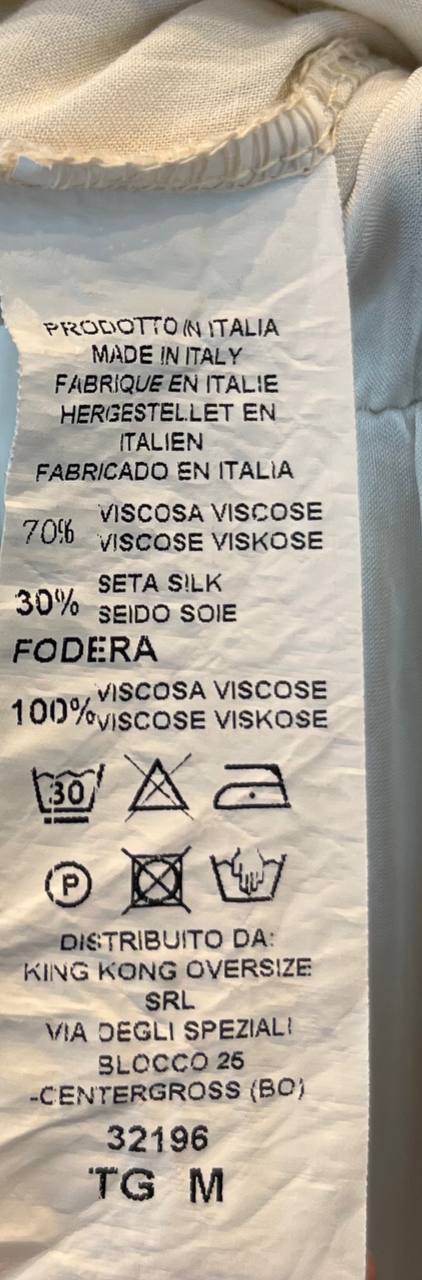 PRODOTTO IN ITALIA
MADE IN ITALY
FABRIQUE EN ITALIE
HERGESTELLET EN
ITALIEN
FABRICADO EN ITALIA
70% VISCOSA VISCOSE
VISCOSE VISKOSE
30% SETA SILK
SEIDO SOIE
FODERA
100% VISCOSA VISCOSE
VISCOSE VISKOSE
30
P
DISTRIBUITO DA:
KING KONG OVERSIZE
SRL
VIA DEGLI SPEZIALI
BLOCCO 25
-CENTERGROSS (BO)
32196
TG M